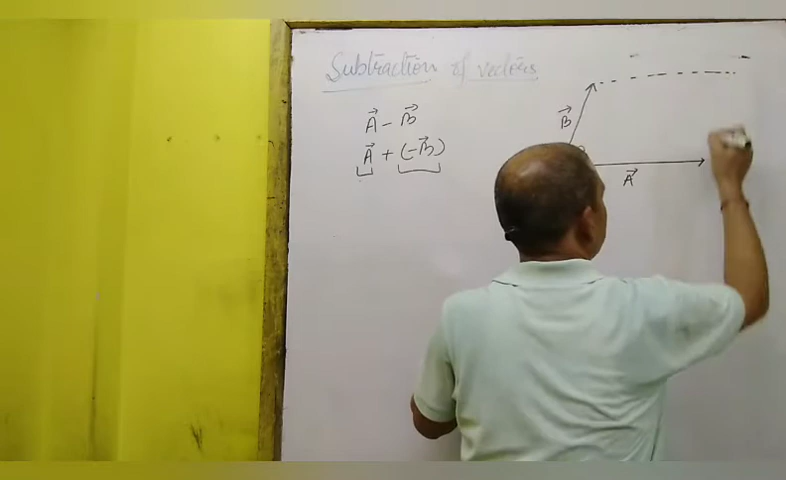 Subtraction of vectors
A⃗ - B⃗
A⃗ + (-B⃗)
B⃗
A⃗